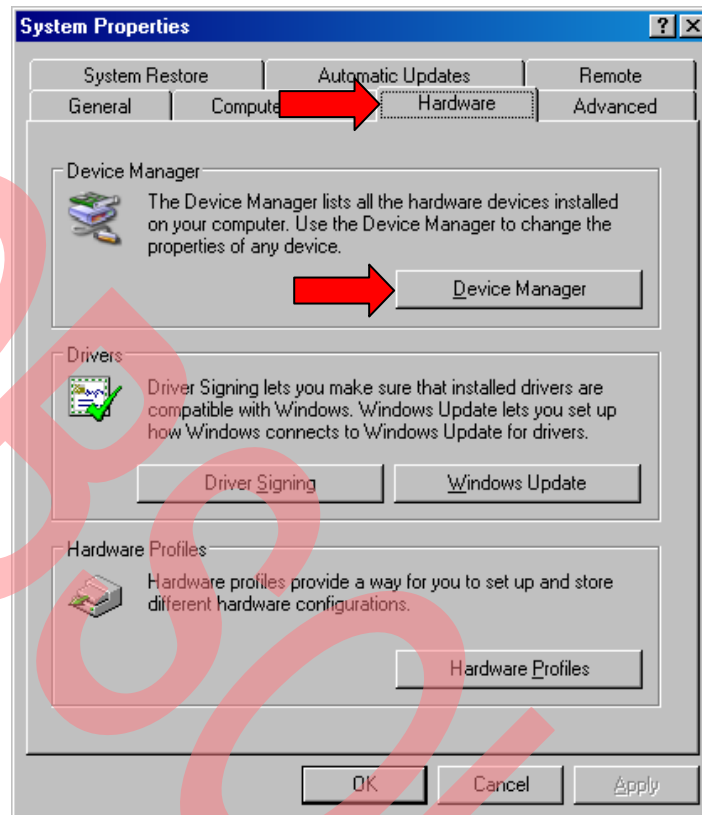 System Properties
System Restore Automatic Updates Remote
General Hardware Advanced
Device Manager
The Device Manager lists all the hardware devices installed
on your computer. Use the Device Manager to change the
properties of any device.
Device Manager
Drivers
Driver Signing lets you make sure that installed drivers are
compatible with Windows. Windows Update lets you set up
how Windows connects to Windows Update for drivers.
Driver Signing Windows Update
Hardware Profiles
Hardware profiles provide a way for you to set up and store
different hardware configurations.
Hardware Profiles
OK Cancel Apply